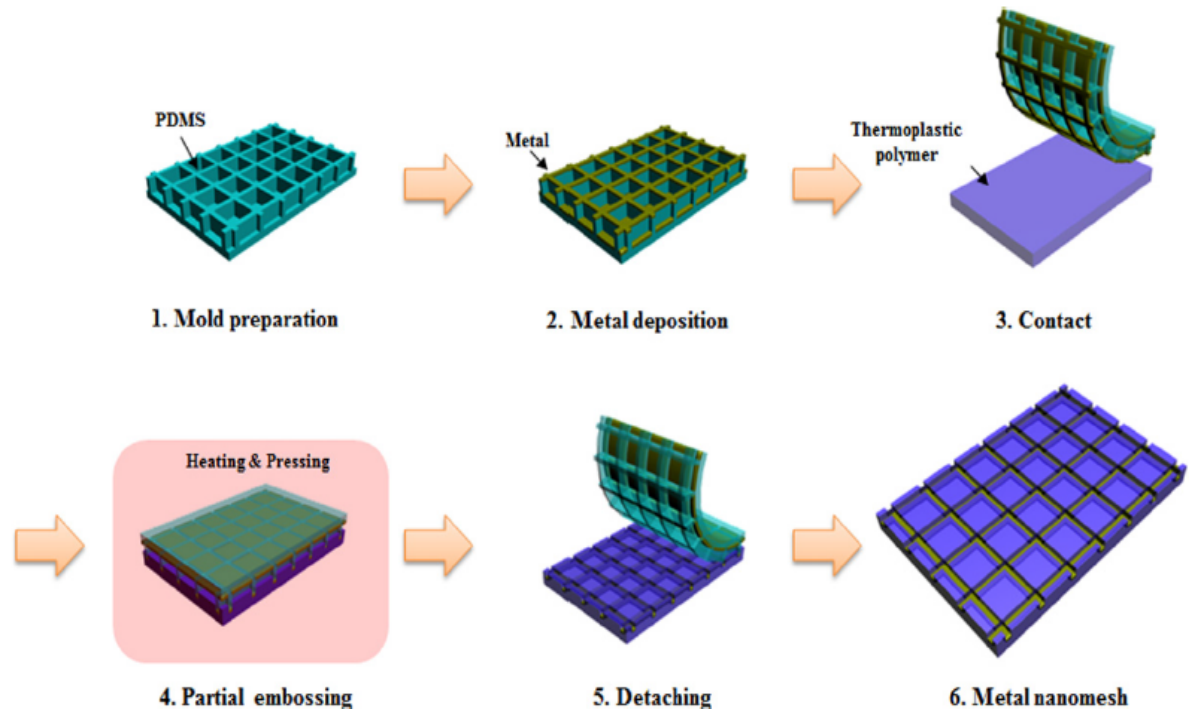 PDMS
1. Mold preparation
Metal
2. Metal deposition
Thermoplastic
polymer
3. Contact
Heating & Pressing
4. Partial embossing
5. Detaching
6. Metal nanomesh